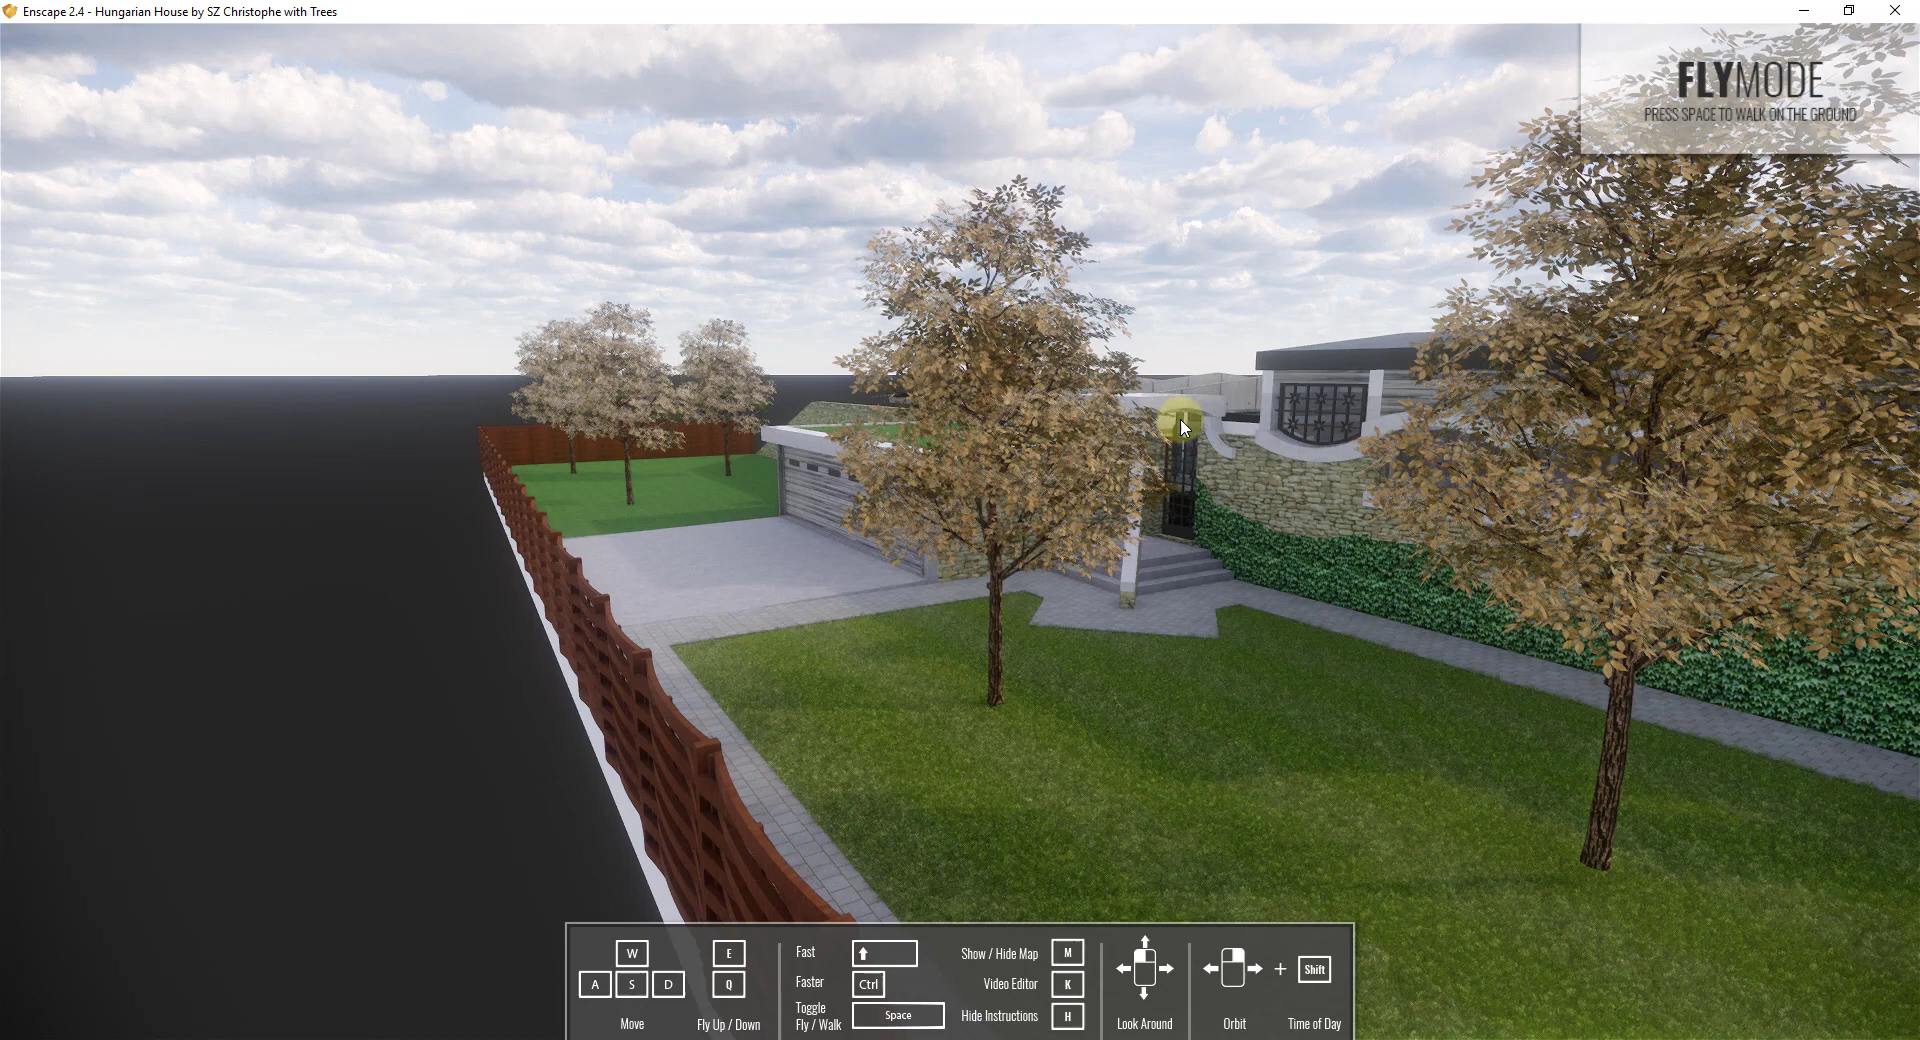 Enscape 2.4 - Hungarian House by SZ Christophe with Trees
FLYMODE
PRESS SPACE TO WALK ON THE GROUND
W
E
A
S
D
Q
Move
Fly Up / Down
Fast
Faster
Ctrl
Toggle
Fly / Walk
Space
Show / Hide Map
M
Video Editor
K
Hide Instructions
H
Look Around
+
Shift
Orbit
Time of Day